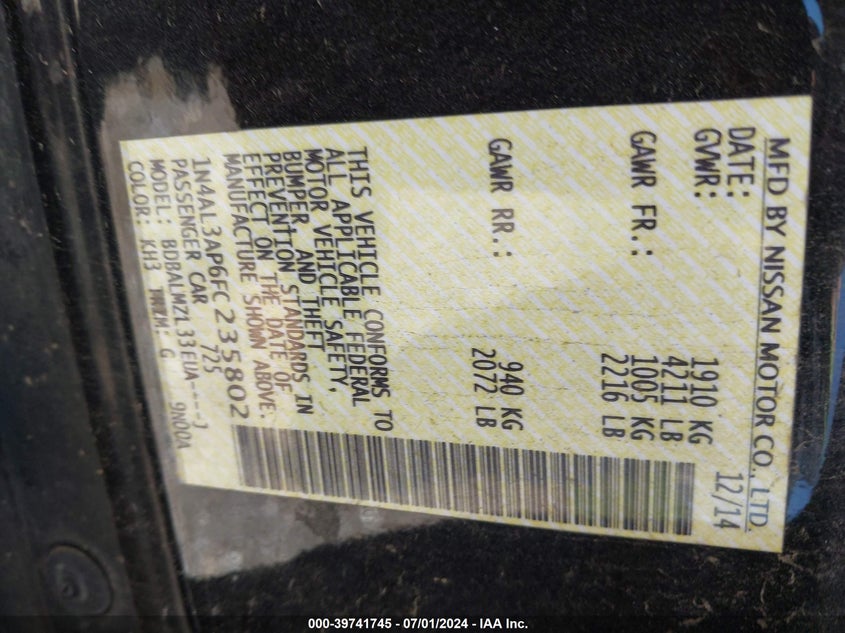 MFD BY NISSAN MOTOR CO., LTD.
DATE: 12/14
GVWR: 1910 KG
4211 LB
GAWR FR.: 1005 KG
2216 LB
GAWR RR.: 940 KG
2072 LB
THIS VEHICLE CONFORMS TO
ALL APPLICABLE FEDERAL
MOTOR VEHICLE SAFETY,
BUMPER, AND THEFT
PREVENTION STANDARDS IN
EFFECT ON THE DATE OF
MANUFACTURE SHOWN ABOVE.
1N4AL3AP6FC235802
PASSENGER CAR 725
MODEL: BDBALMZL33EUA----J 9N00A
COLOR: KH3 TRIM: G
000-39741745 - 07/01/2024 - IAA Inc.